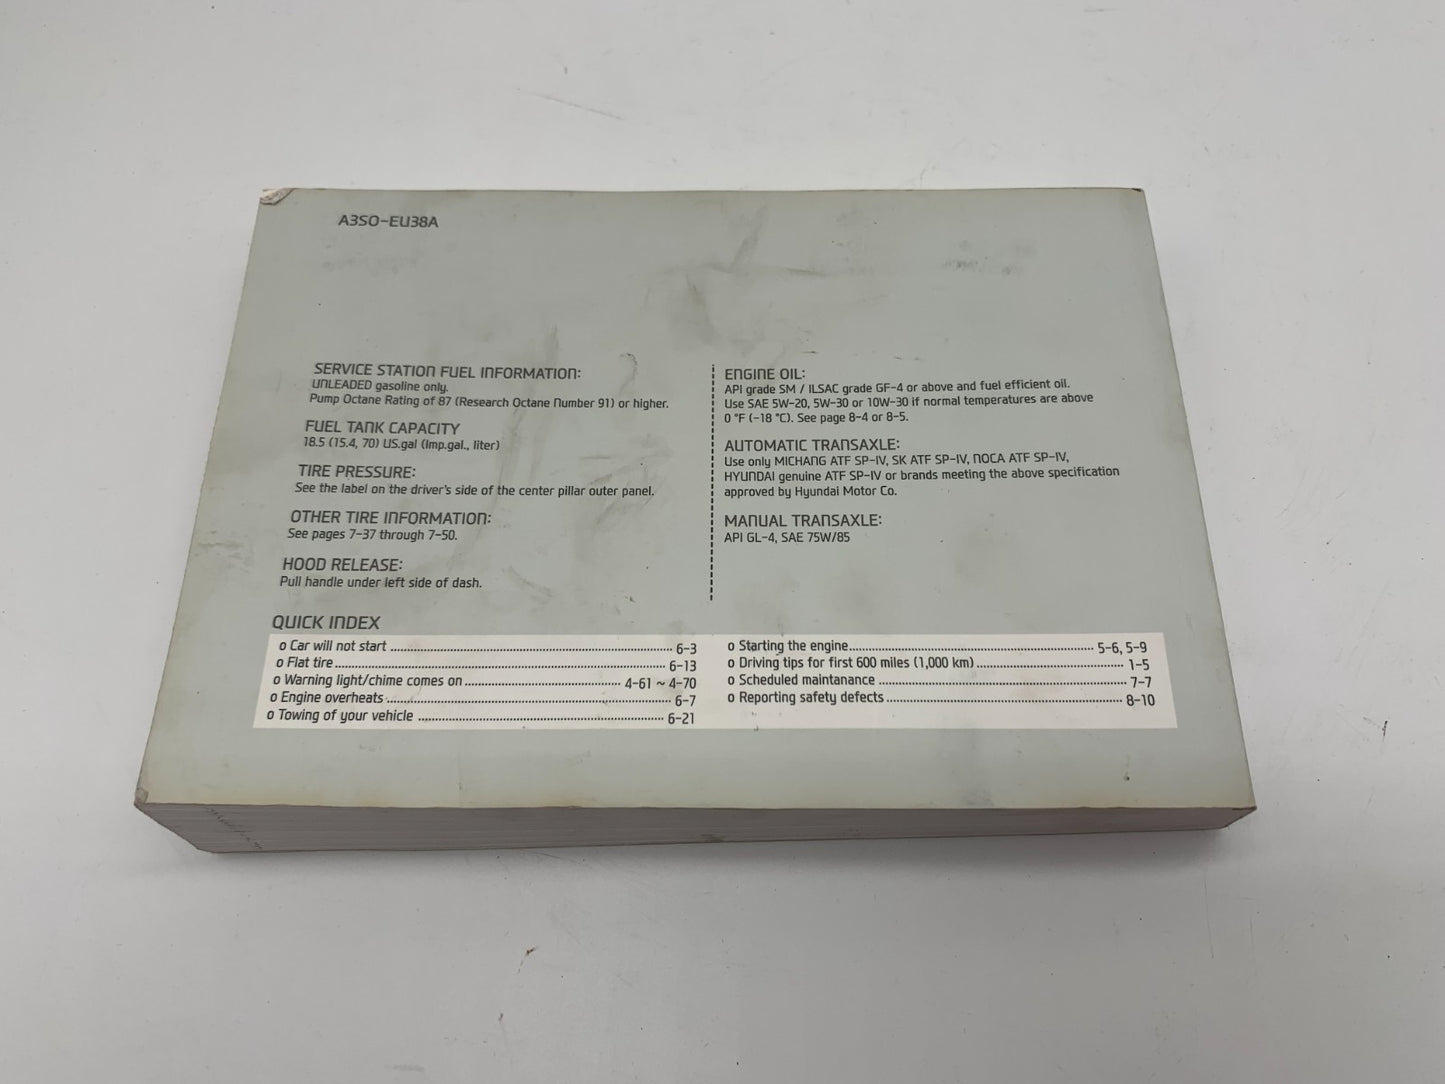 A3SO-EU38A
SERVICE STATION FUEL INFORMATION:
UNLEADED gasoline only.
Pump Octane Rating of 87 (Research Octane Number 91) or higher.
FUEL TANK CAPACITY
18.5 (15.4, 70) US.gal (Imp.gal., liter)
TIRE PRESSURE:
See the label on the driver's side of the center pillar outer panel.
OTHER TIRE INFORMATION:
See pages 7-37 through 7-50.
HOOD RELEASE:
Pull handle under left side of dash.
ENGINE OIL:
API grade SM / ILSAC grade GF-4 or above and fuel efficient oil.
Use SAE 5W-20, 5W-30 or 10W-30 if normal temperatures are above
0 °F (-18 °C). See page 8-4 or 8-5.
AUTOMATIC TRANSAXLE:
Use only MICHANG ATF SP-IV, SK ATF SP-IV, NOCA ATF SP-IV,
HYUNDAI genuine ATF SP-IV or brands meeting the above specification
approved by Hyundai Motor Co.
MANUAL TRANSAXLE:
API GL-4, SAE 75W/85
QUICK INDEX
o Car will not start ........ 6-3
o Flat tire ........ 6-13
o Warning light/chime comes on ........ 4-61 ~ 4-70
o Engine overheats ........ 6-7
o Towing of your vehicle ........ 6-21
o Starting the engine ........ 5-6, 5-9
o Driving tips for first 600 miles (1,000 km) ........ 1-5
o Scheduled maintanance ........ 7-7
o Reporting safety defects ........ 8-10